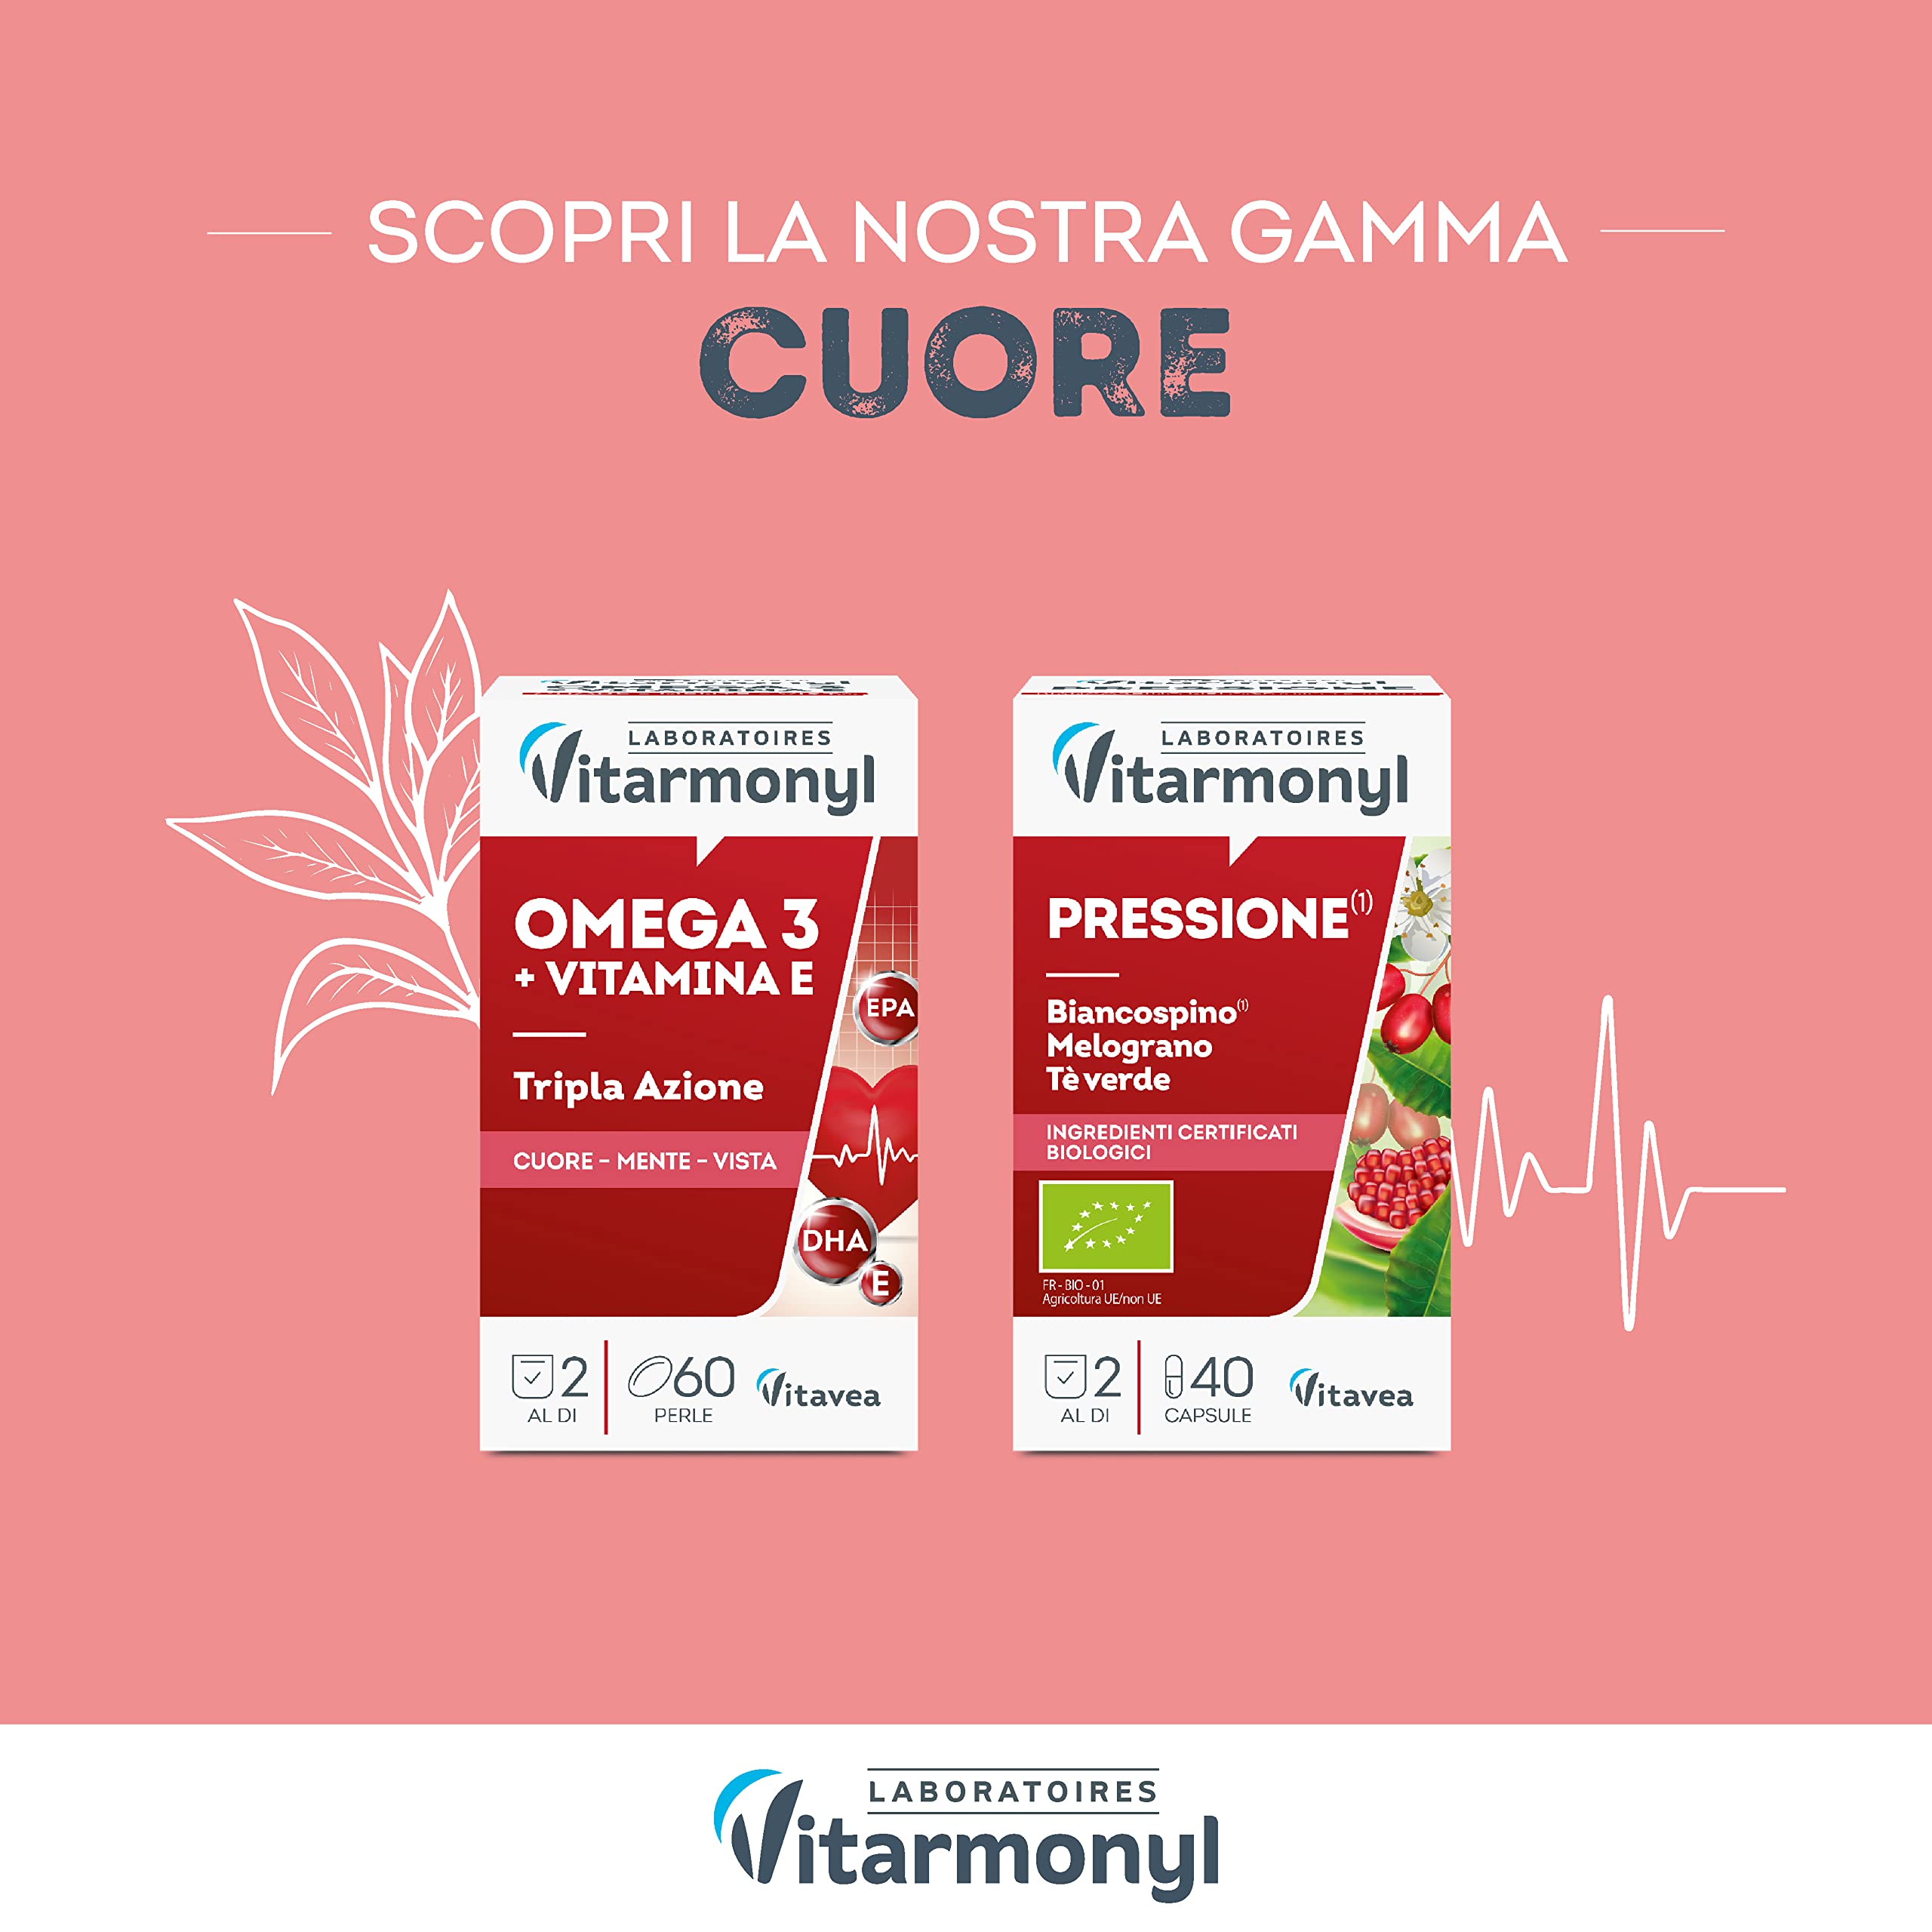 SCOPRI LA NOSTRA GAMMA
CUORE
LABORATOIRES
Vitarmonyl
OMEGA 3
+ VITAMINA E
Tripla Azione
CUORE - MENTE - VISTA
EPA
DHA
E
2
AL DI
60
PERLE
Vitavea
PRESSIONE
LABORATOIRES
Vitarmonyl
PRESSIONE(1)
Biancospino(1)
Melograno
Tè verde
INGREDIENTI CERTIFICATI
BIOLOGICI
FR - BIO - 01
Agricoltura UE/non UE
2
AL DI
40
CAPSULE
Vitavea
LABORATOIRES
Vitarmonyl